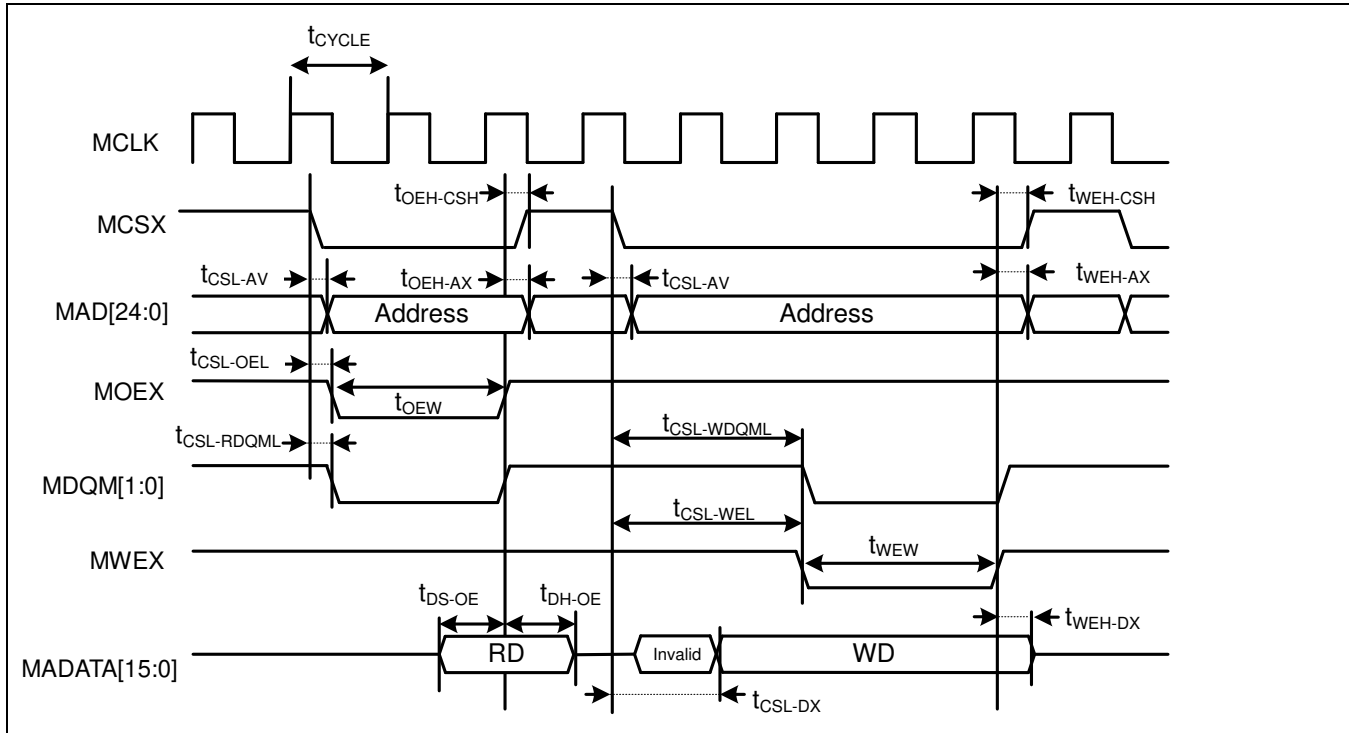 tCYCLE
MCLK
tOEH-CSH
tWEH-CSH
MCSX
tCSL-AV
tOEH-AX
tCSL-AV
tWEH-AX
MAD[24:0]
Address
Address
tCSL-OEL
MOEX
tOEW
tCSL-RDQML
tCSL-WDQML
MDQM[1:0]
tCSL-WEL
MWEX
tWEW
tDS-OE
tDH-OE
tWEH-DX
MADATA[15:0]
RD
Invalid
WD
tCSL-DX